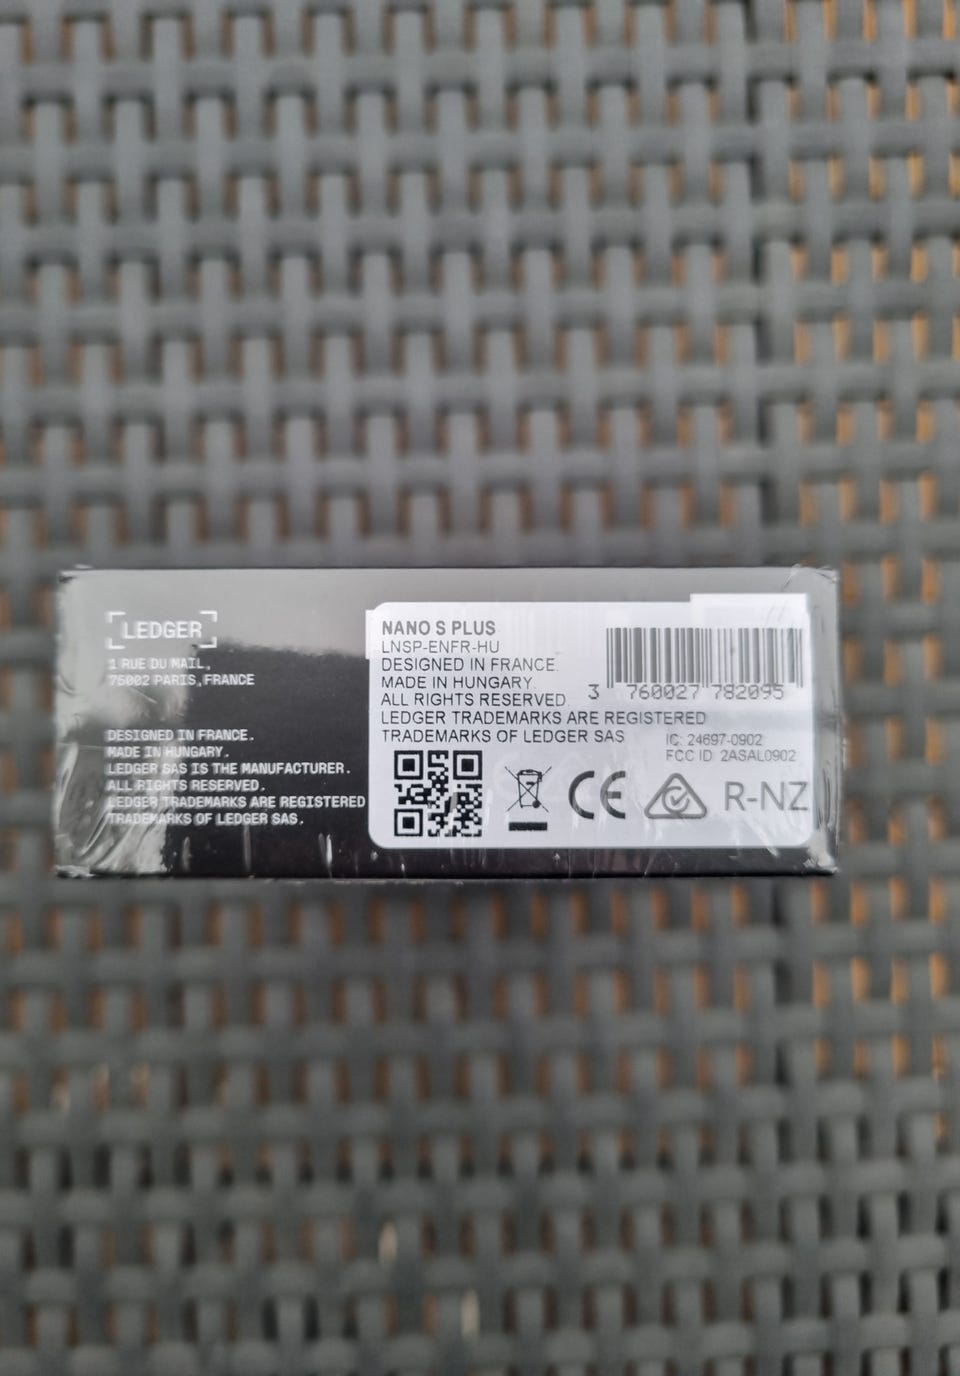 LEDGER
1 RUE DU MAIL,
75002 PARIS, FRANCE
DESIGNED IN FRANCE.
MADE IN HUNGARY.
LEDGER SAS IS THE MANUFACTURER.
ALL RIGHTS RESERVED.
LEDGER TRADEMARKS ARE REGISTERED
TRADEMARKS OF LEDGER SAS.
NANO S PLUS
LNSP-ENFR-HU
DESIGNED IN FRANCE.
MADE IN HUNGARY.
ALL RIGHTS RESERVED.
LEDGER TRADEMARKS ARE REGISTERED
TRADEMARKS OF LEDGER SAS
3 760027 782095
IC: 24697-0902
FCC ID: 2ASAL0902
CE
R-NZ